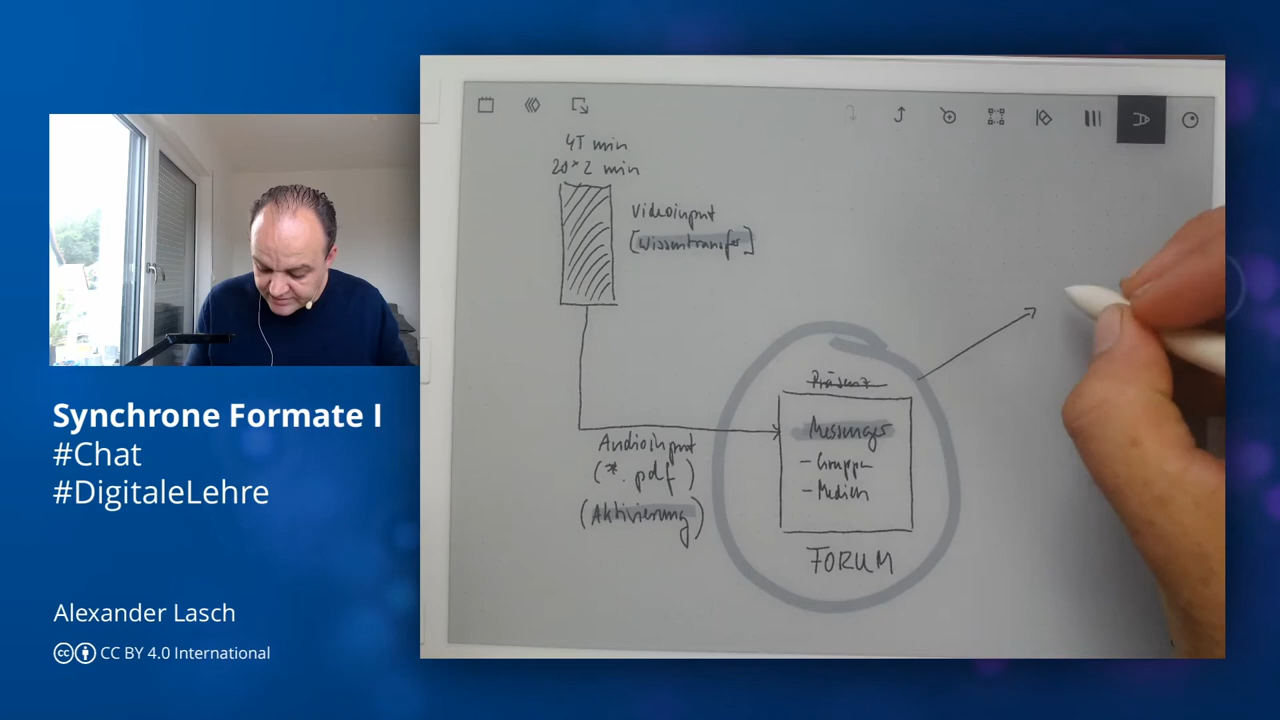 45 min
20*2 min
Videoinput
[Wissenstransfer]
Präsenz
Messenger
- Gruppen
- Medien
FORUM
Audioinput
(*.pdf)
(Aktivierung)
Synchrone Formate I
#Chat
#DigitaleLehre
Alexander Lasch
CC BY 4.0 International